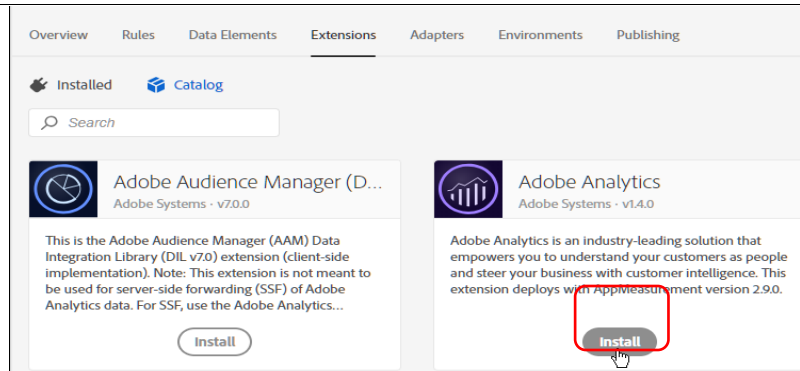 Overview Rules Data Elements Extensions Adapters Environments Publishing
Installed Catalog
Search
Adobe Audience Manager (D...
Adobe Systems · v7.0.0
This is the Adobe Audience Manager (AAM) Data
Integration Library (DIL v7.0) extension (client-side
implementation). Note: This extension is not meant to
be used for server-side forwarding (SSF) of Adobe
Analytics data. For SSF, use the Adobe Analytics...
Install
Adobe Analytics
Adobe Systems · v1.4.0
Adobe Analytics is an industry-leading solution that
empowers you to understand your customers as people
and steer your business with customer intelligence. This
extension deploys with AppMeasurement version 2.9.0.
Install